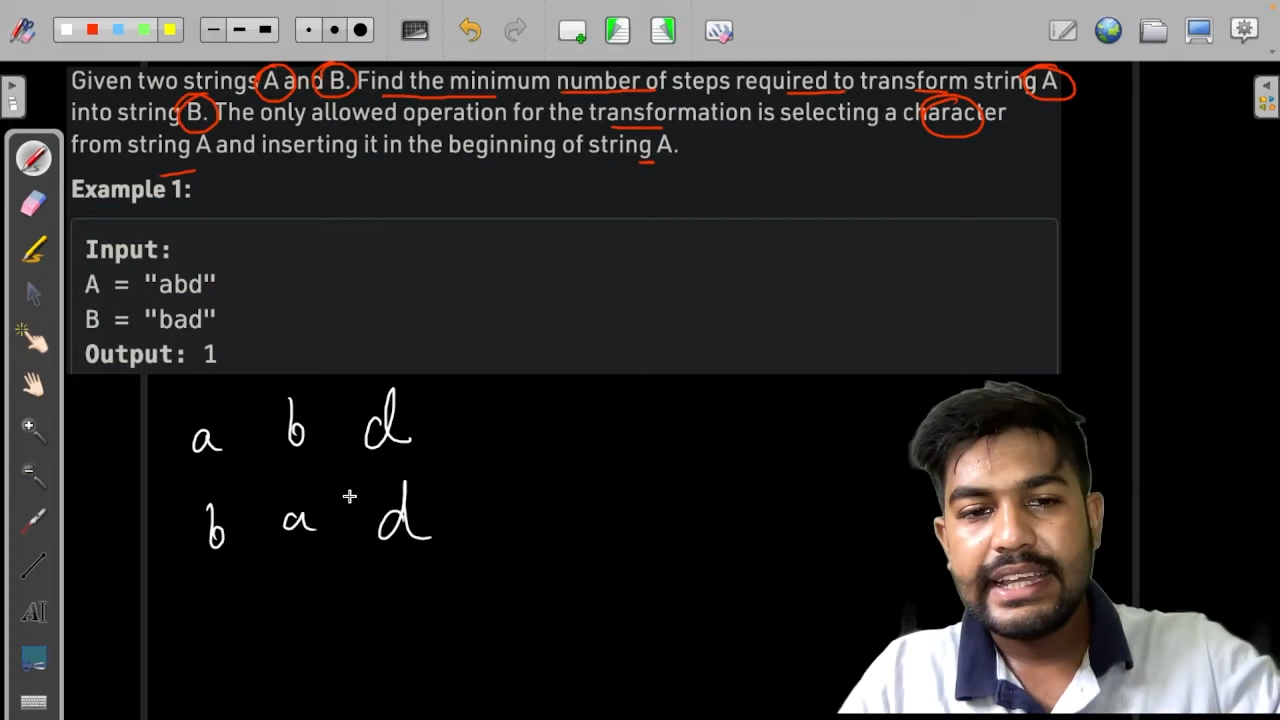 Given two strings A and B. Find the minimum number of steps required to transform string A
into string B. The only allowed operation for the transformation is selecting a character
from string A and inserting it in the beginning of string A.
Example 1:
Input:
A = "abd"
B = "bad"
Output: 1
a b d
b a d
AI